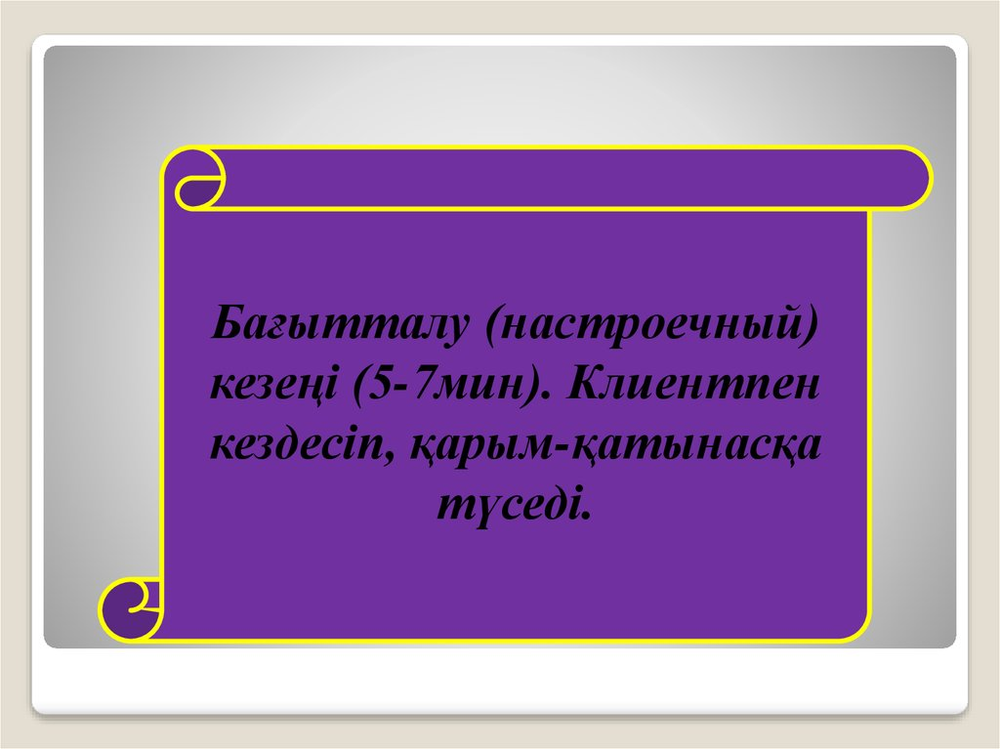 Бағытталу (настроечный)
кезеңі (5-7мин). Клиентпен
кездесіп, қарым-қатынасқа
түседі.